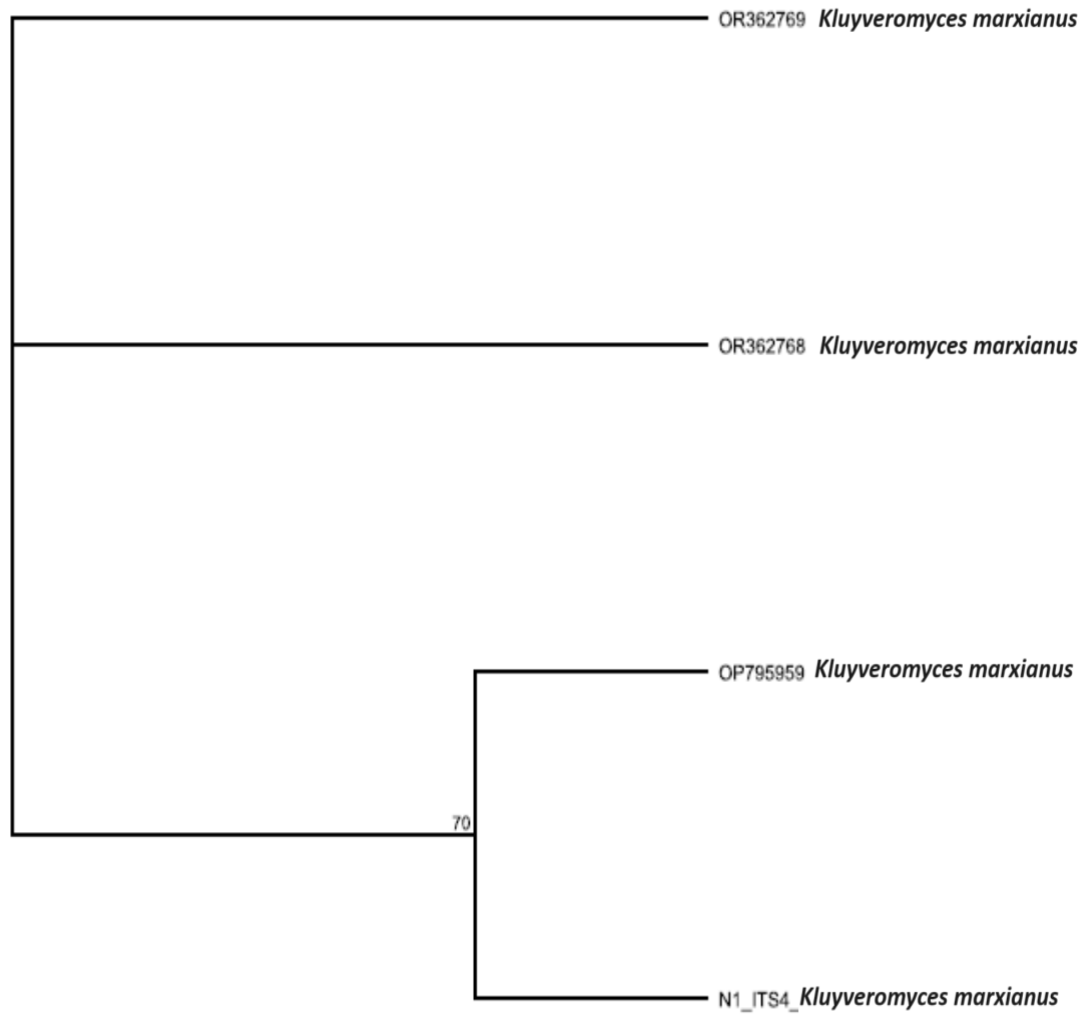 OR362769 Kluyveromyces marxianus
OR362768 Kluyveromyces marxianus
OP795959 Kluyveromyces marxianus
70
N1_ITS4_Kluyveromyces marxianus